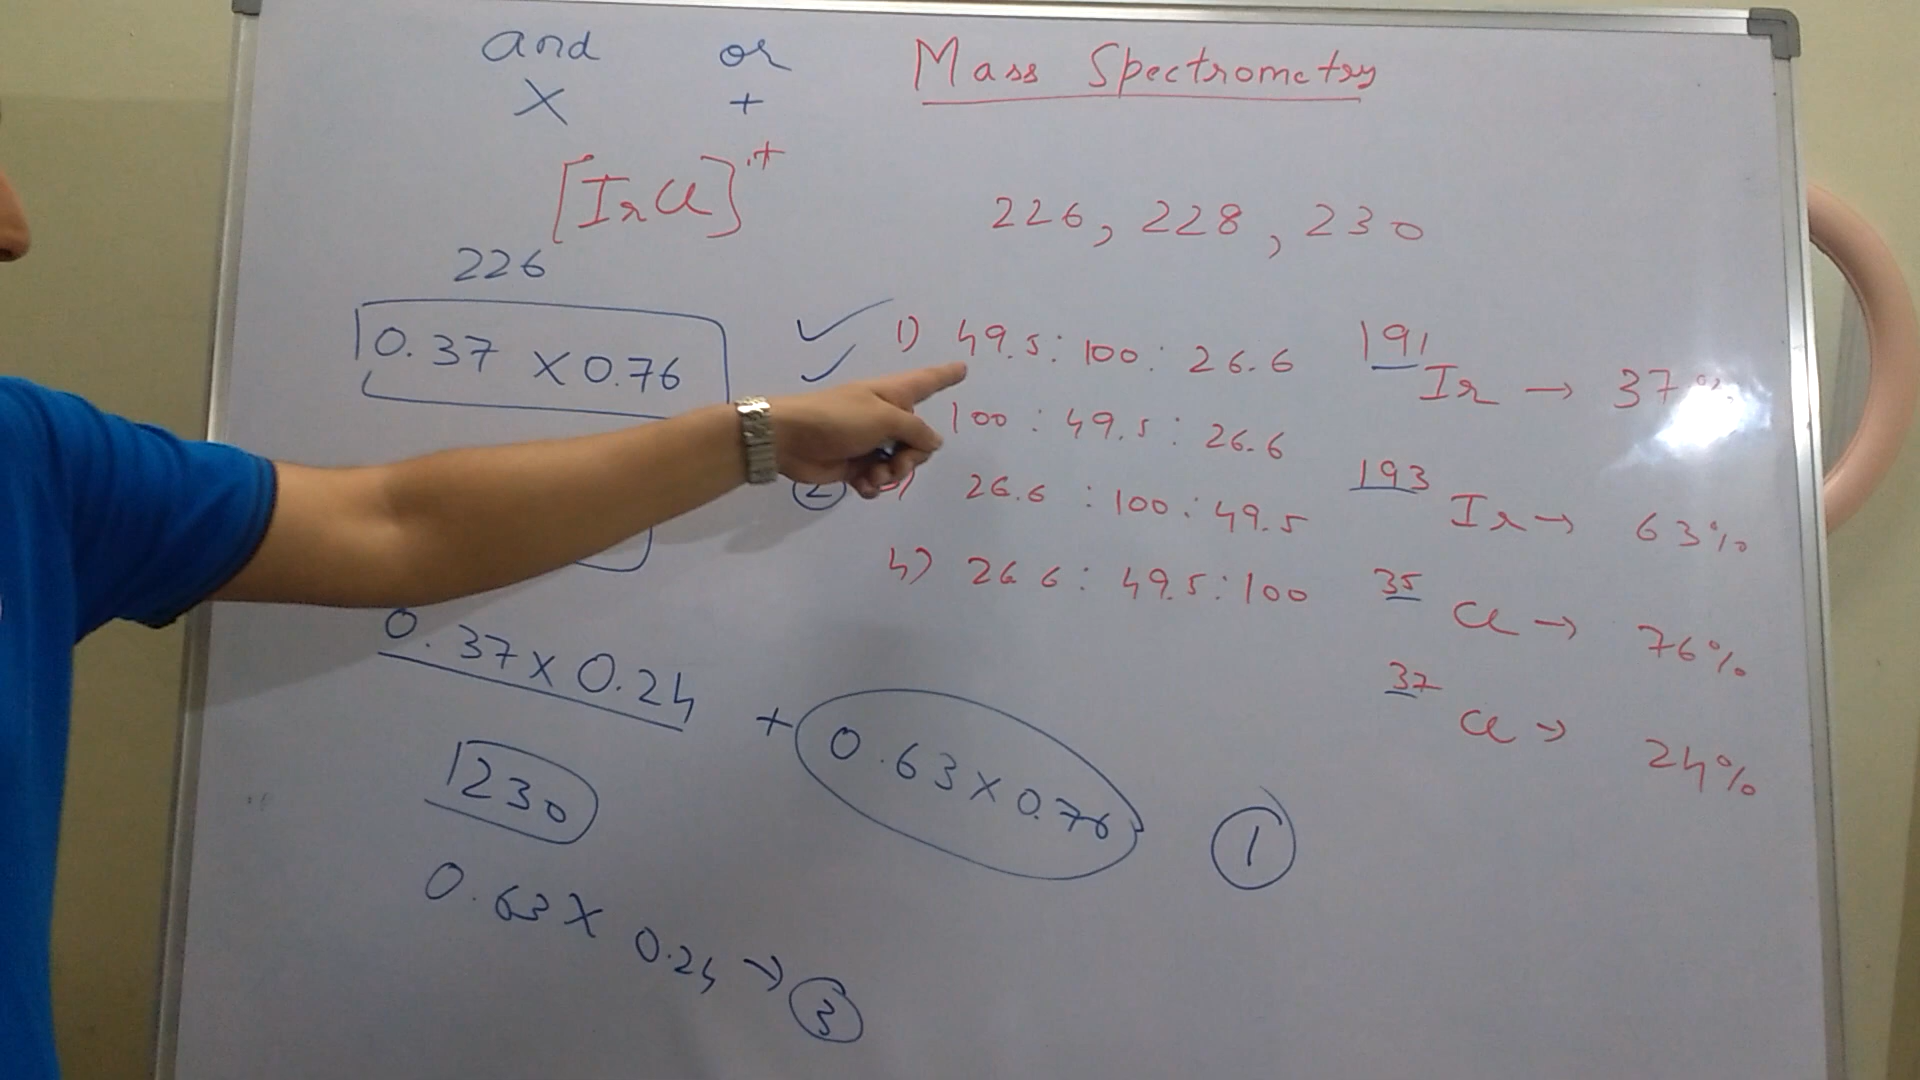 and or
× +
Mass Spectrometry
[IrCl]·+
226, 228, 230
226
0.37 × 0.76
1) 49.5 : 100 : 26.6
100 : 49.5 : 26.6
26.6 : 100 : 49.5
4) 26.6 : 49.5 : 100
191 Ir → 37%
193 Ir → 63%
35 Cl → 76%
37 Cl → 24%
②
0.37 × 0.24 + 0.63 × 0.76 ①
230
0.63 × 0.24 → ③